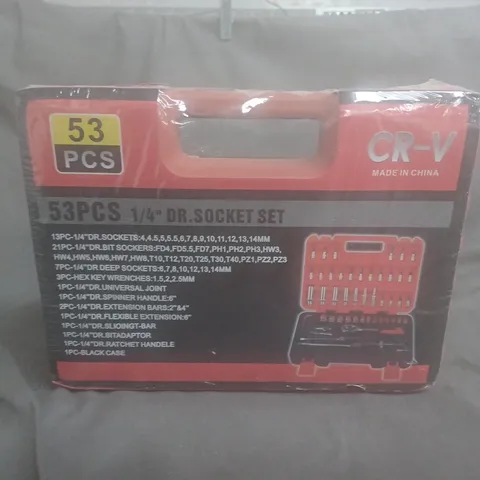 53
PCS
CR-V
MADE IN CHINA
53PCS 1/4" DR.SOCKET SET
13PC-1/4"DR.SOCKETS:4,4.5,5,5.5,6,7,8,9,10,11,12,13,14MM
21PC-1/4"DR.BIT SOCKERS:FD4,FD5.5,FD7,PH1,PH2,PH3,HW3,
HW4,HW5,HW6,HW7,HW8,T10,T12,T20,T25,T30,T40,PZ1,PZ2,PZ3
7PC-1/4"DR DEEP SOCKETS:6,7,8,10,12,13,14MM
3PC-HEX KEY WRENCHES:1.5,2,2.5MM
1PC-1/4"DR.UNIVERSAL JOINT
1PC-1/4"DR.SPINNER HANDLE:6"
2PC-1/4"DR.EXTENSION BARS:2"&4"
1PC-1/4"DR.FLEXIBLE EXTENSION:6"
1PC-1/4"DR.SLIOINGT-BAR
1PC-1/4"DR.BITADAPTOR
1PC-1/4"DR.RATCHET HANDELE
1PC-BLACK CASE